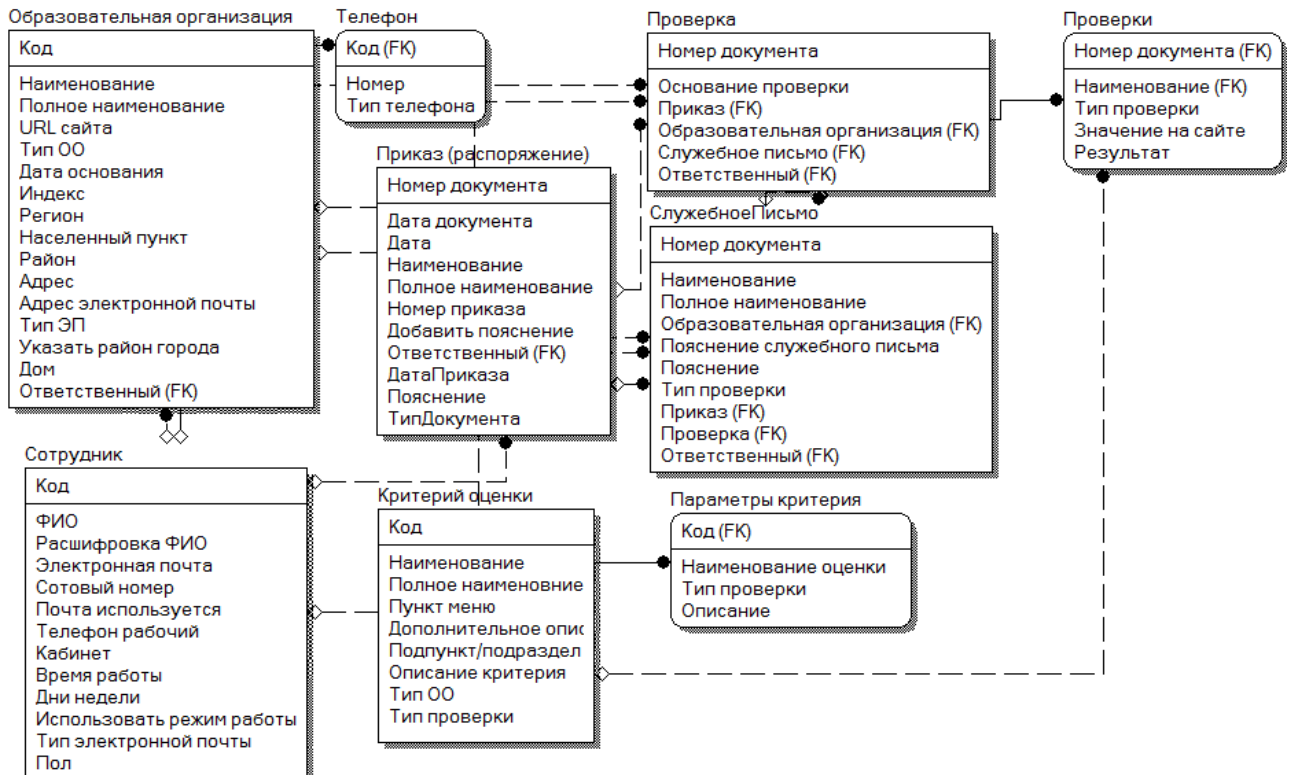 Образовательная организация
Код
Наименование
Полное наименование
URL сайта
Тип ОО
Дата основания
Индекс
Регион
Населенный пункт
Район
Адрес
Адрес электронной почты
Тип ЭП
Указать район города
Дом
Ответственный (FK)
Телефон
Код (FK)
Номер
Тип телефона
Проверка
Номер документа
Основание проверки
Приказ (FK)
Образовательная организация (FK)
Служебное письмо (FK)
Ответственный (FK)
Проверки
Номер документа (FK)
Наименование (FK)
Тип проверки
Значение на сайте
Результат
Приказ (распоряжение)
Номер документа
Дата документа
Дата
Наименование
Полное наименование
Номер приказа
Добавить пояснение
Ответственный (FK)
ДатаПриказа
Пояснение
ТипДокумента
СлужебноеПисьмо
Номер документа
Наименование
Полное наименование
Образовательная организация (FK)
Пояснение служебного письма
Пояснение
Тип проверки
Приказ (FK)
Проверка (FK)
Ответственный (FK)
Сотрудник
Код
ФИО
Расшифровка ФИО
Электронная почта
Сотовый номер
Почта используется
Телефон рабочий
Кабинет
Время работы
Дни недели
Использовать режим работы
Тип электронной почты
Пол
Критерий оценки
Код
Наименование
Полное наименовние
Пункт меню
Дополнительное опис
Подпункт/подраздел
Описание критерия
Тип ОО
Тип проверки
Параметры критерия
Код (FK)
Наименование оценки
Тип проверки
Описание